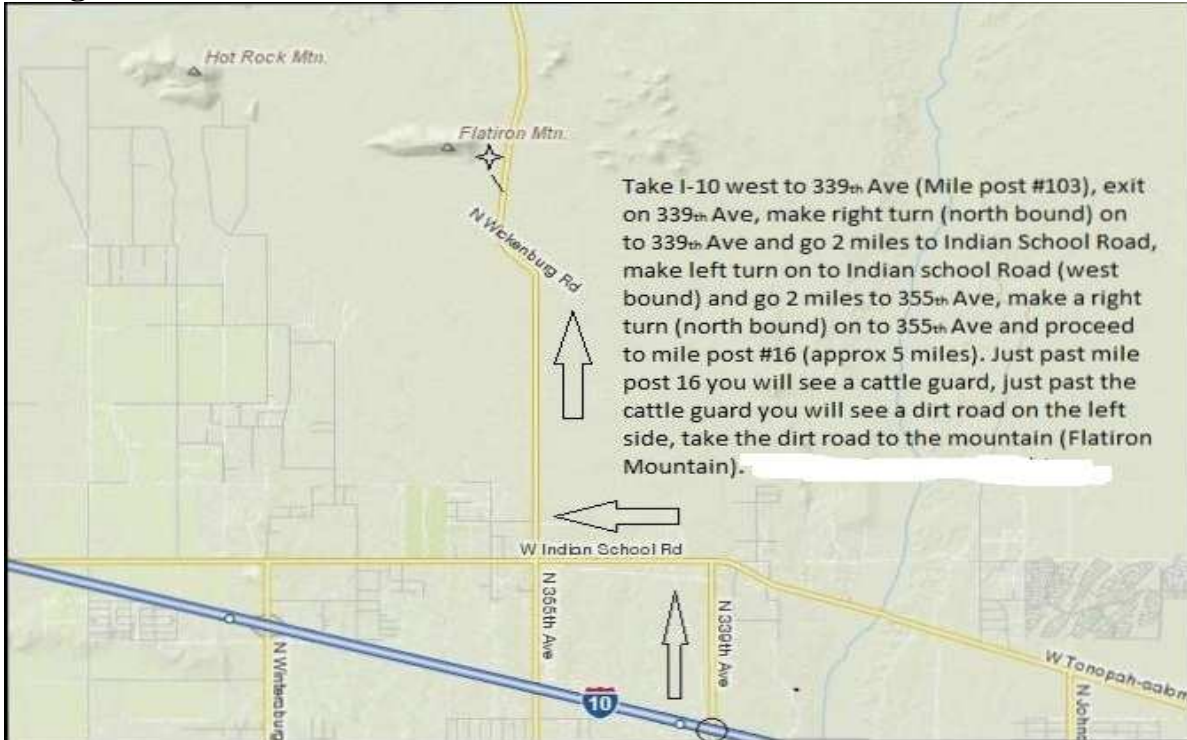 Hot Rock Mtn.
Flatiron Mtn.
Take I-10 west to 339th Ave (Mile post #103), exit
on 339th Ave, make right turn (north bound) on
to 339th Ave and go 2 miles to Indian School Road,
make left turn on to Indian school Road (west
bound) and go 2 miles to 355th Ave, make a right
turn (north bound) on to 355th Ave and proceed
to mile post #16 (approx 5 miles). Just past mile
post 16 you will see a cattle guard, just past the
cattle guard you will see a dirt road on the left
side, take the dirt road to the mountain (Flatiron
Mountain).
N Wickenburg Rd
W Indian School Rd
N 355th Ave
N 339th Ave
N Wintersburg
W Tonopah-
N Johns
10